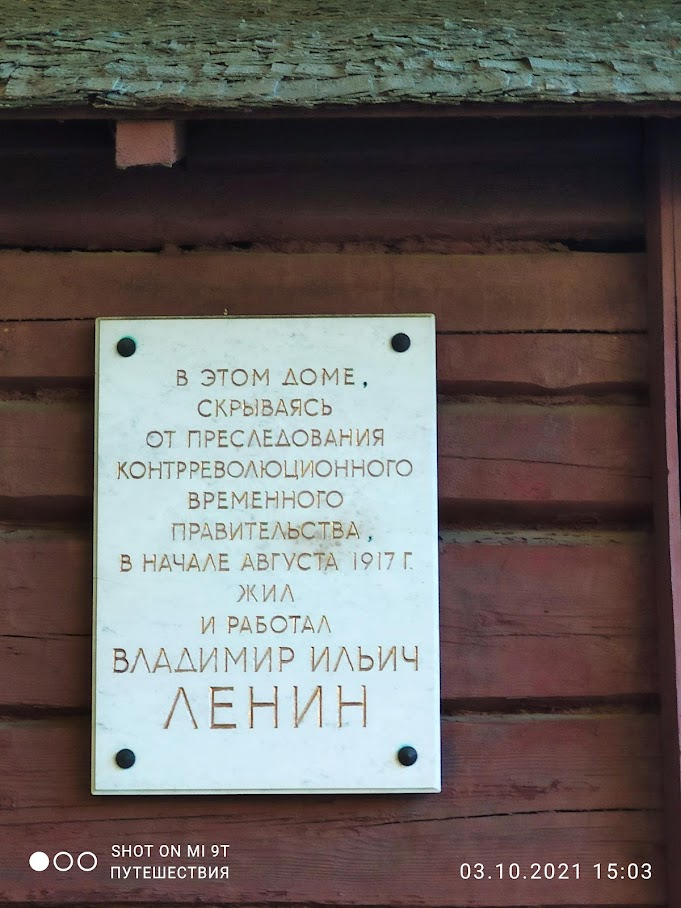 В ЭТОМ ДОМЕ,
СКРЫВАЯСЬ
ОТ ПРЕСЛЕДОВАНИЯ
КОНТРРЕВОЛЮЦИОННОГО
ВРЕМЕННОГО
ПРАВИТЕЛЬСТВА,
В НАЧАЛЕ АВГУСТА 1917 Г.
ЖИЛ
И РАБОТАЛ
ВЛАДИМИР ИЛЬИЧ
ЛЕНИН
SHOT ON MI 9T
ПУТЕШЕСТВИЯ
03.10.2021 15:03